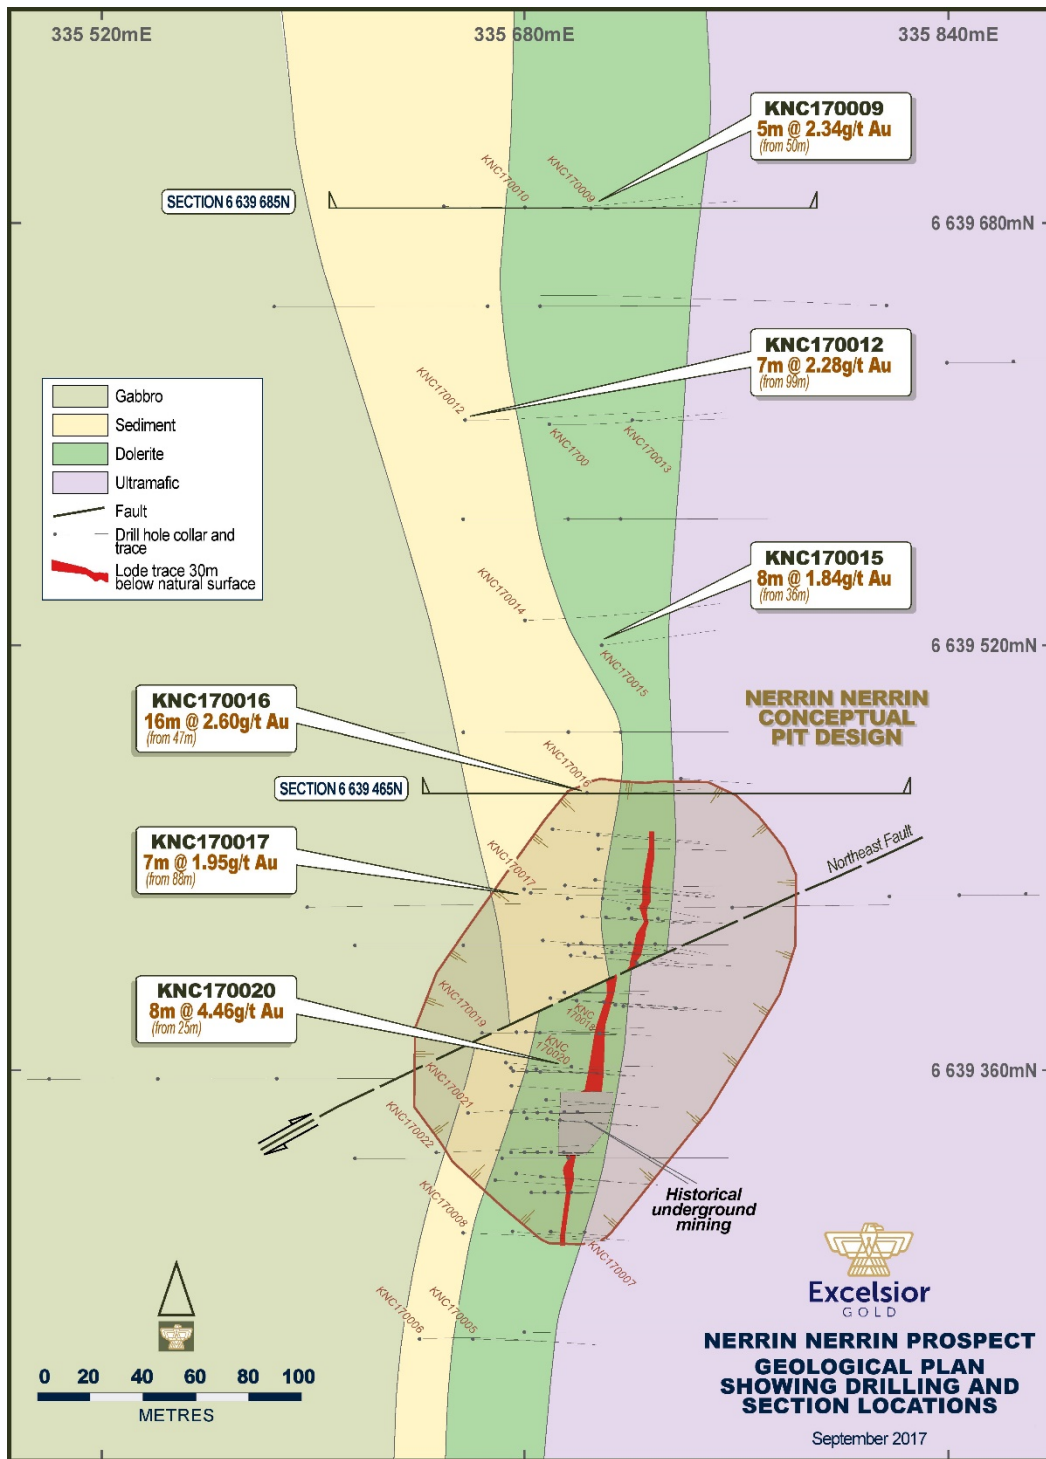 335 520mE
335 680mE
335 840mE
KNC170009
5m @ 2.34g/t Au
(from 50m)
KNC170010
KNC170009
SECTION 6 639 685N
6 639 680mN
KNC170012
7m @ 2.28g/t Au
(from 99m)
KNC170012
KNC1700
KNC170013
Gabbro
Sediment
Dolerite
Ultramafic
Fault
Drill hole collar and
trace
Lode trace 30m
below natural surface
KNC170015
8m @ 1.84g/t Au
(from 36m)
KNC170014
KNC170015
6 639 520mN
KNC170016
16m @ 2.60g/t Au
(from 47m)
NERRIN NERRIN
CONCEPTUAL
PIT DESIGN
KNC170016
SECTION 6 639 465N
KNC170017
7m @ 1.95g/t Au
(from 88m)
KNC170017
Northeast Fault
KNC170020
8m @ 4.46g/t Au
(from 25m)
KNC170019
KNC
170018
KNC
170020
6 639 360mN
KNC170021
KNC170022
Historical
underground
mining
KNC170008
KNC170007
KNC170006
KNC170005
Excelsior
GOLD
NERRIN NERRIN PROSPECT
GEOLOGICAL PLAN
SHOWING DRILLING AND
SECTION LOCATIONS
September 2017
0 20 40 60 80 100
METRES